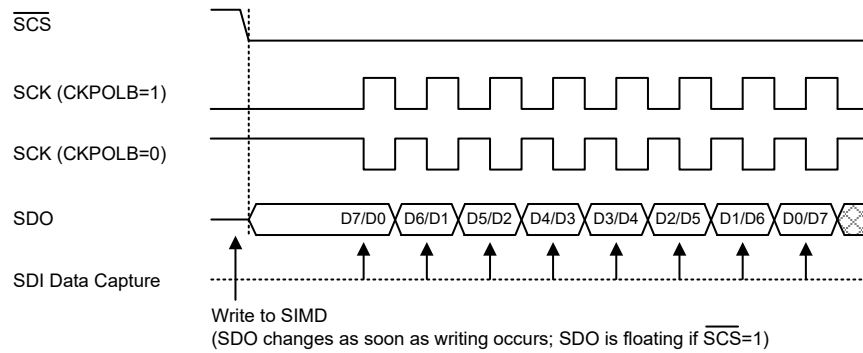 SCS
SCK (CKPOLB=1)
SCK (CKPOLB=0)
SDO D7/D0 D6/D1 D5/D2 D4/D3 D3/D4 D2/D5 D1/D6 D0/D7
SDI Data Capture
Write to SIMD
(SDO changes as soon as writing occurs; SDO is floating if SCS=1)